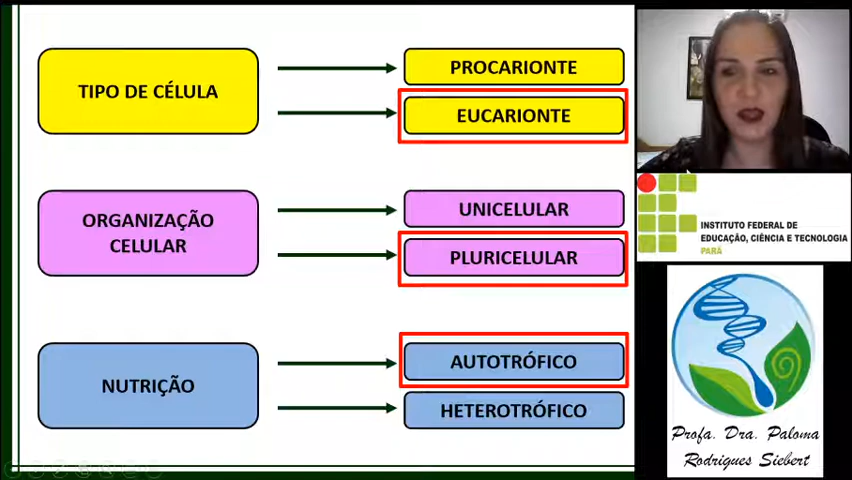 TIPO DE CÉLULA
PROCARIONTE
EUCARIONTE
ORGANIZAÇÃO
CELULAR
UNICELULAR
PLURICELULAR
NUTRIÇÃO
AUTOTRÓFICO
HETEROTRÓFICO
INSTITUTO FEDERAL DE
EDUCAÇÃO, CIÊNCIA E TECNOLOGIA
PARÁ
Profa. Dra. Paloma
Rodrigues Siebert